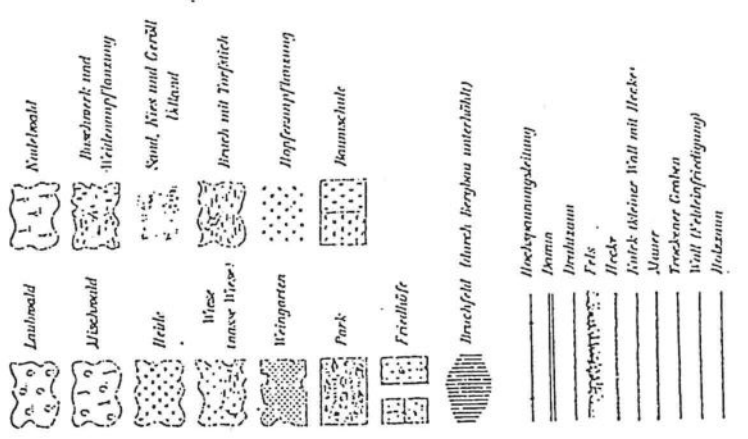 Laubwald
Mischwald
Heide
Wiese
(nasse Wiese)
Weingarten
Park
Friedhöfe
Bruchfeld (durch Bergbau unterhöhlt)
Nadelwald
Buschwerk und
Weidenanpflanzung
Sand, Kies und Geröll
Ödland
Bruch mit Torfstich
Hopfenanpflanzung
Baumschule
Hochspannungsleitung
Damm
Drahtzaun
Fels
Hecke
Knick (kleiner Wall mit Hecke)
Mauer
Trockener Graben
Wall (Feldeinfriedigung)
Holzzaun